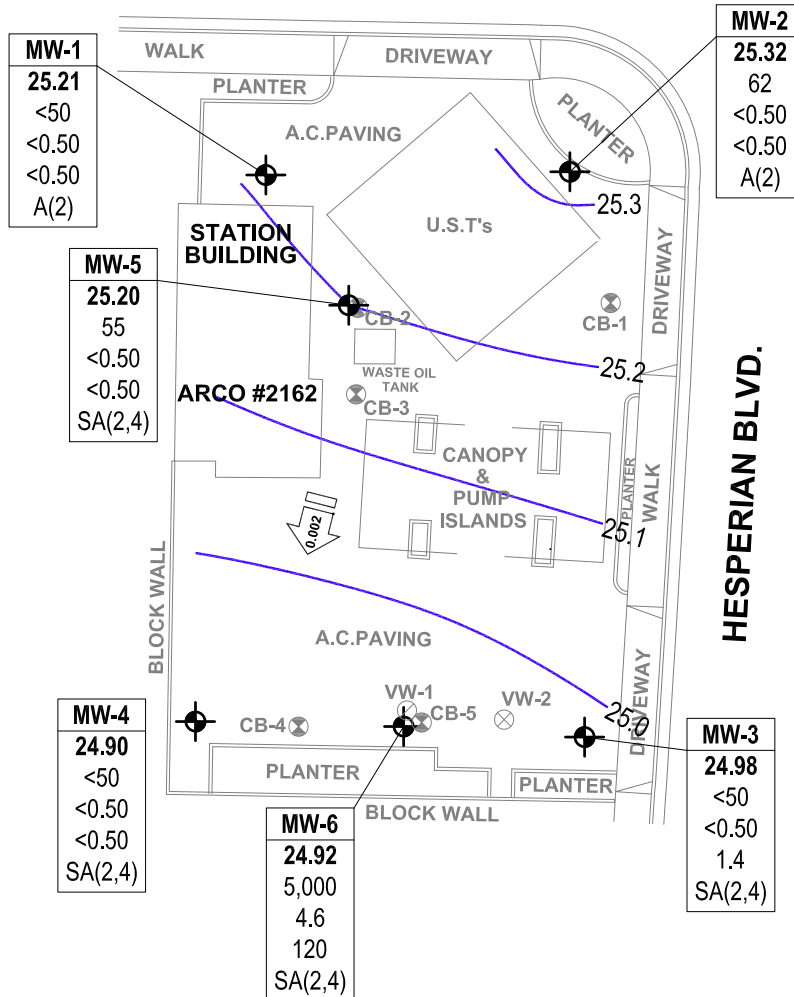 MW-1
25.21
<50
<0.50
<0.50
A(2)
WALK
DRIVEWAY
MW-2
25.32
62
<0.50
<0.50
A(2)
PLANTER
PLANTER
A.C.PAVING
25.3
U.S.T's
STATION
BUILDING
MW-5
25.20
55
<0.50
<0.50
SA(2,4)
CB-2
CB-1
DRIVEWAY
25.2
WASTE OIL
TANK
ARCO #2162
CB-3
CANOPY
&
PUMP
ISLANDS
PLANTER
WALK
HESPERIAN BLVD.
25.1
0.002
BLOCK WALL
A.C.PAVING
25.0
DRIVEWAY
VW-1
CB-5
VW-2
CB-4
MW-4
24.90
<50
<0.50
<0.50
SA(2,4)
MW-3
24.98
<50
<0.50
1.4
SA(2,4)
PLANTER
PLANTER
BLOCK WALL
MW-6
24.92
5,000
4.6
120
SA(2,4)